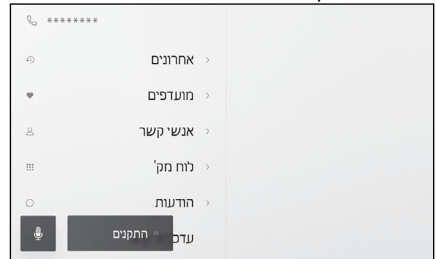 ********
אחרונים
מועדפים
אנשי קשר
לוח מק'
הודעות
התקנים